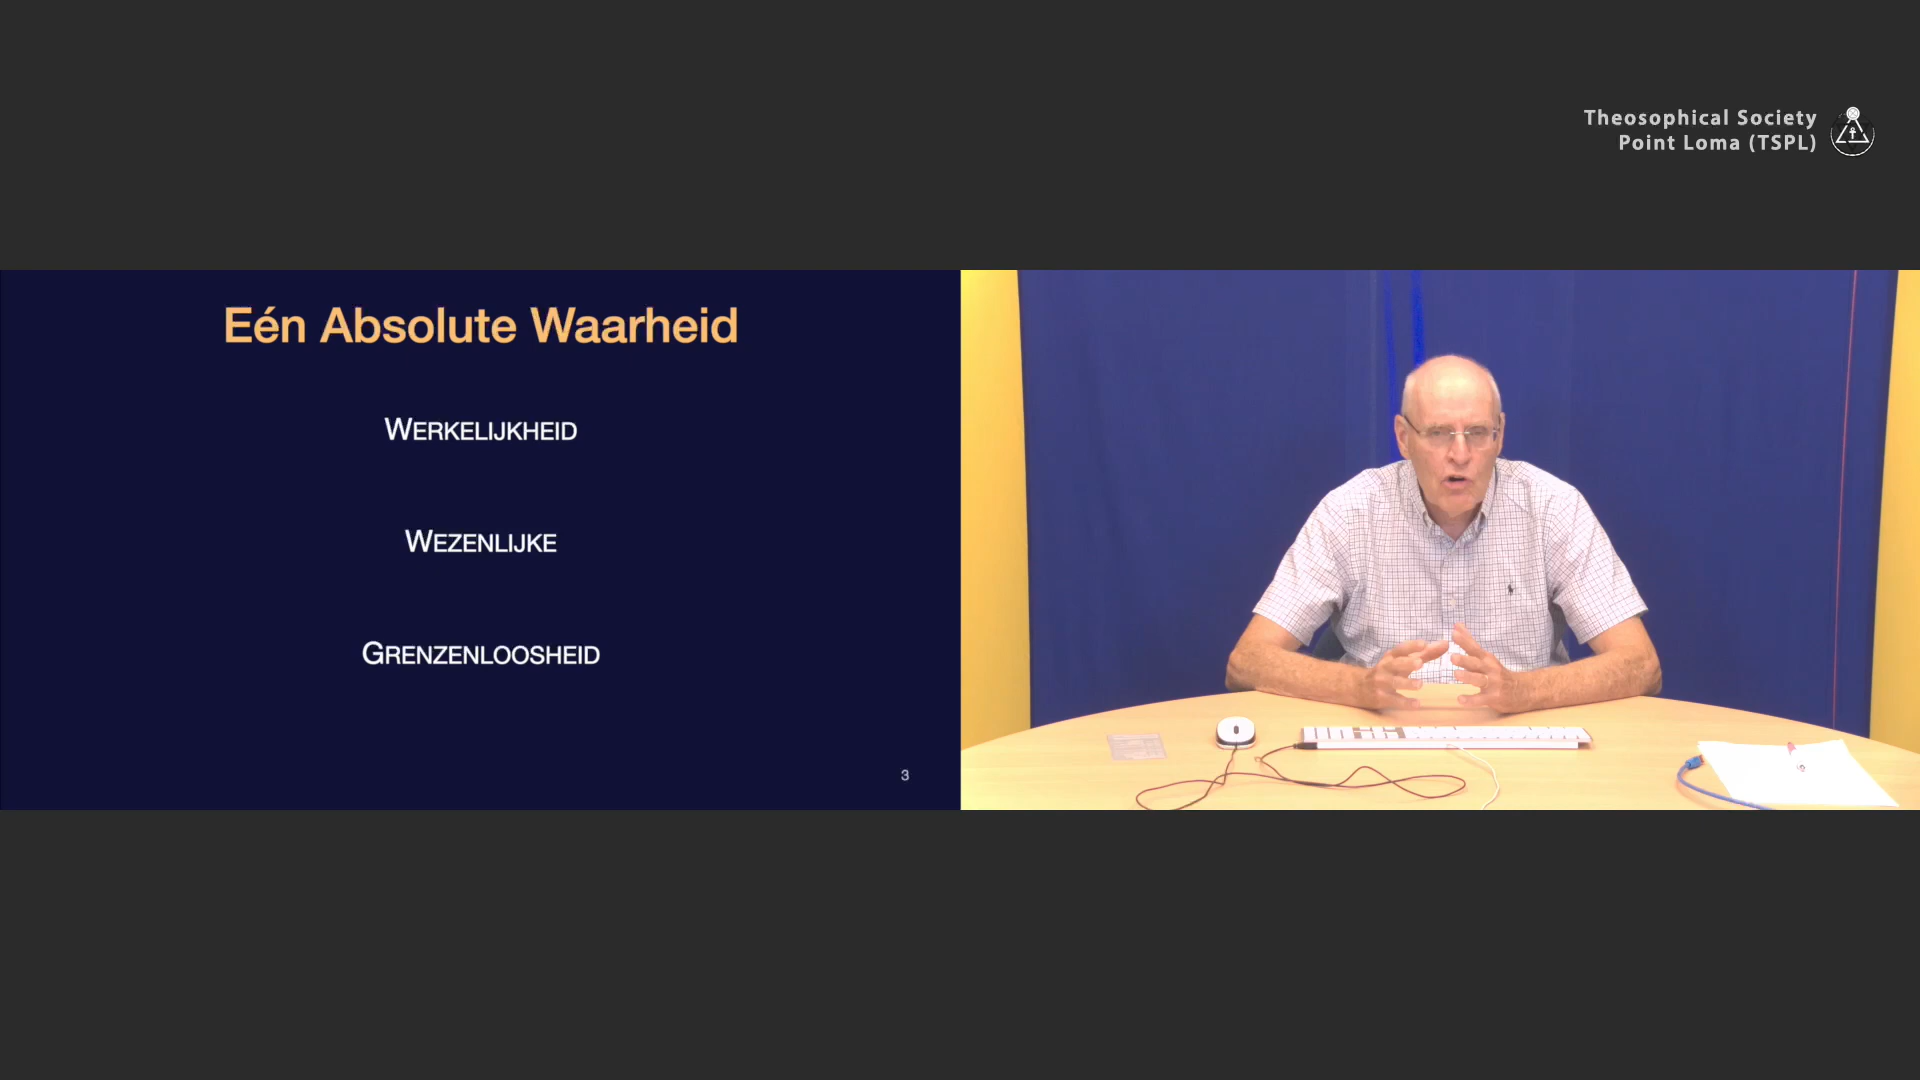 Theosophical Society
Point Loma (TSPL)
Eén Absolute Waarheid
WERKELIJKHEID
WEZENLIJKE
GRENZENLOOSHEID
3